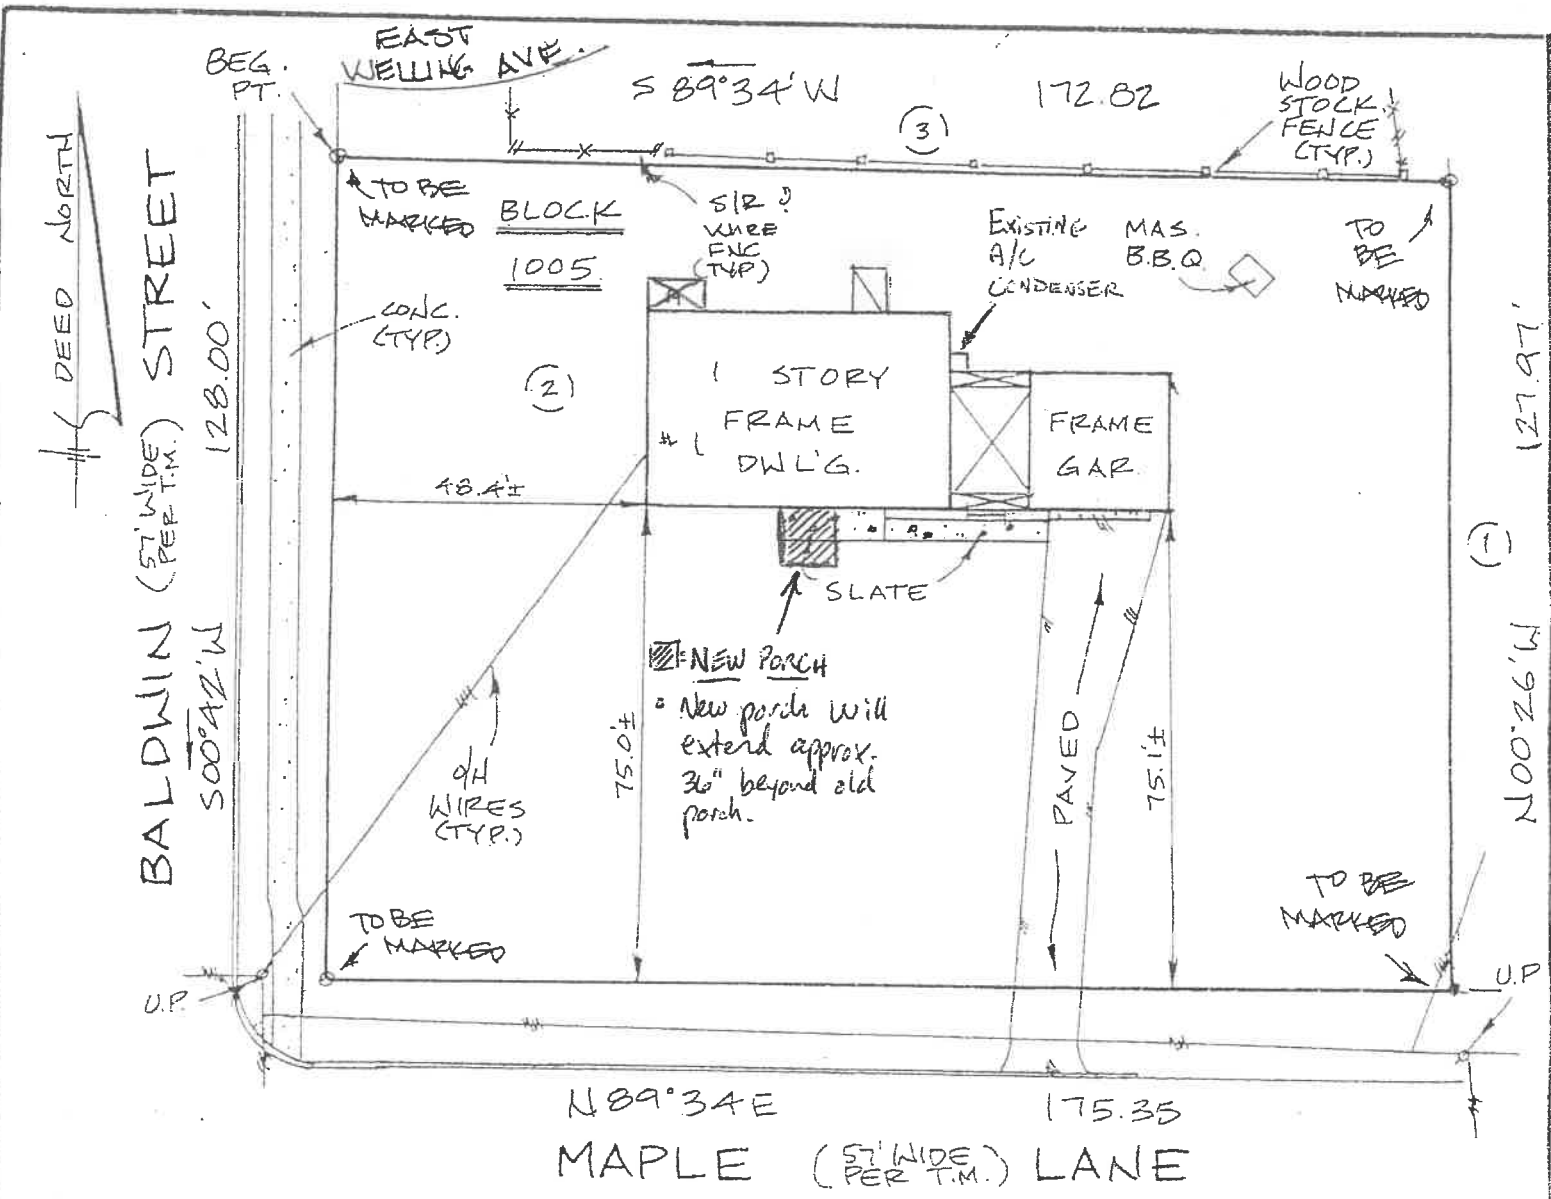 EAST
WELLING AVE.
BEG.
PT.
S 89°34' W
172.82
WOOD
STOCK.
FENCE
(TYP.)
3
DEED NORTH
TO BE
MARKED
BLOCK
1005
WIRE
FNC
TYP)
EXISTING
A/C
CONDENSER
MAS.
B.B.Q.
TO
BE
MARKED
CONC.
(TYP.)
BALDWIN (57' WIDE PER T.M.) STREET
S00°42' W
128.00'
2
1 STORY
FRAME
DWL'G.
# 1
FRAME
GAR.
127.97'
1
N00°26' W
48.4'±
SLATE
NEW PORCH
New porch will
extend approx.
36" beyond old
porch.
O/H
WIRES
(TYP.)
75.0'±
PAVED
75.1'±
TO BE
MARKED
TO BE
MARKED
U.P.
U.P
N 89°34 E
175.35
MAPLE (57' WIDE PER T.M.) LANE